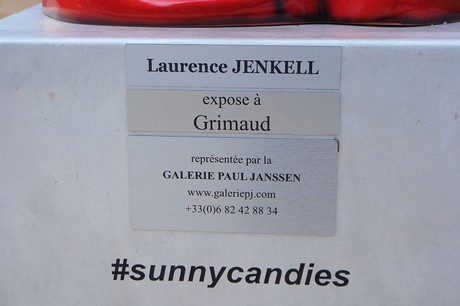 Laurence JENKELL
expose à
Grimaud
représentée par la
GALERIE PAUL JANSSEN
www.galeriepj.com
+33(0)6 82 42 88 34
#sunnycandies